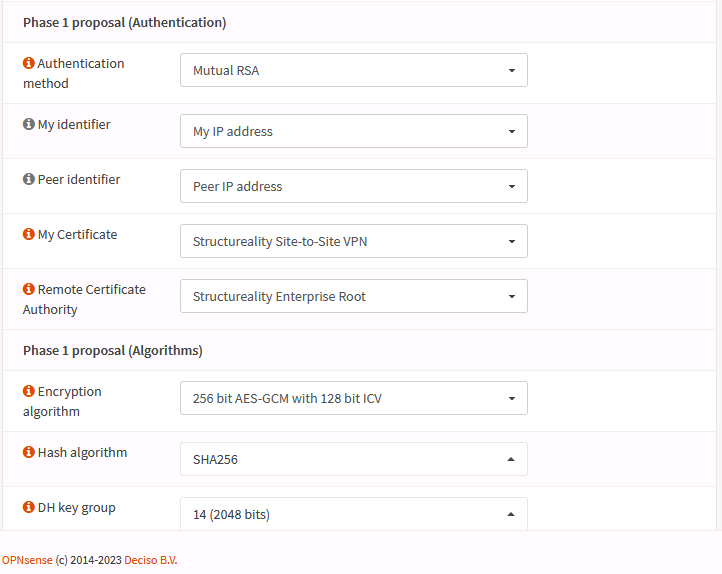 Phase 1 proposal (Authentication)
Authentication method
Mutual RSA
My identifier
My IP address
Peer identifier
Peer IP address
My Certificate
Structureality Site-to-Site VPN
Remote Certificate Authority
Structureality Enterprise Root
Phase 1 proposal (Algorithms)
Encryption algorithm
256 bit AES-GCM with 128 bit ICV
Hash algorithm
SHA256
DH key group
14 (2048 bits)
OPNsense (c) 2014-2023 Deciso B.V.